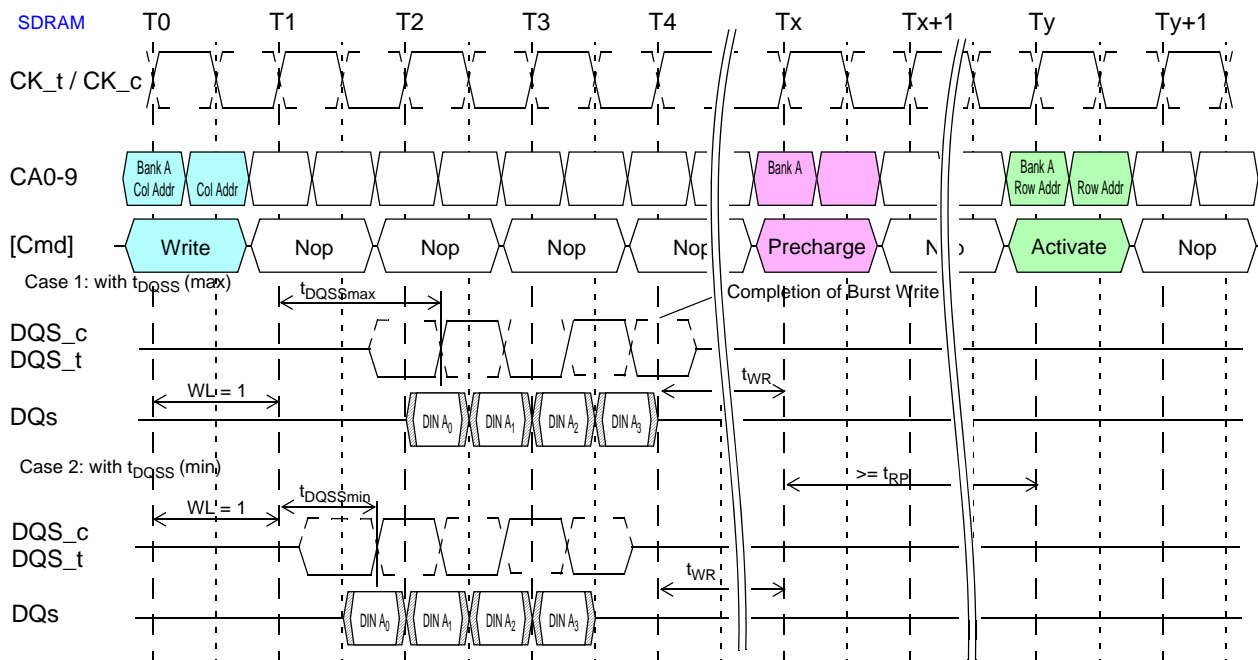 SDRAM T0 T1 T2 T3 T4 Tx Tx+1 Ty Ty+1
CK_t / CK_c
CA0-9 Bank A Col Addr Col Addr Bank A Bank A Row Addr Row Addr
[Cmd] Write Nop Nop Nop Nop Precharge Nop Activate Nop
Case 1: with tDQSS (max)
tDQSSmax Completion of Burst Write
DQS_c
DQS_t
WL = 1 tWR
DQs DIN A0 DIN A1 DIN A2 DIN A3
Case 2: with tDQSS (min)
WL = 1 tDQSSmin >= tRP
DQS_c
DQS_t
tWR
DQs DIN A0 DIN A1 DIN A2 DIN A3